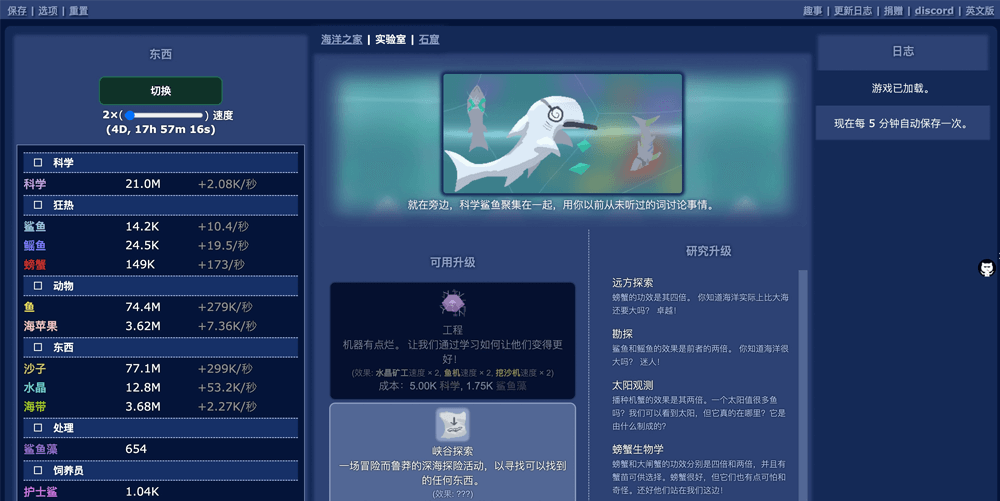 保存 | 选项 | 重置
趣事 | 更新日志 | 捐赠 | discord | 英文版
东西
切换
2×( ) 速度
(4D, 17h 57m 16s)
科学
科学 21.0M +2.08K/秒
狂热
鲨鱼 14.2K +10.4/秒
鳐鱼 24.5K +19.5/秒
螃蟹 149K +173/秒
动物
鱼 74.4M +279K/秒
海苹果 3.62M +7.36K/秒
东西
沙子 77.1M +299K/秒
水晶 12.8M +53.2K/秒
海带 3.68M +2.27K/秒
处理
鲨鱼藻 654
饲养员
护士鲨 1.04K
海洋之家 | 实验室 | 石窟
就在旁边，科学鲨鱼聚集在一起，用你以前从未听过的词讨论事情。
可用升级
工程
机器有点烂。 让我们通过学习如何让他们变得更
好！
(效果: 水晶矿工速度 × 2, 鱼机速度 × 2, 挖沙机速度 × 2)
成本： 5.00K 科学, 1.75K 鲨鱼藻
峡谷探索
一场冒险而鲁莽的深海探险活动，以寻找可以找到
的任何东西。
(效果: ???)
研究升级
远方探索
螃蟹的功效是其四倍。 你知道海洋实际上比大海
还要大吗？ 卓越！
勘探
鲨鱼和鳐鱼的效果是前者的两倍。 你知道海洋很
大吗？ 迷人！
太阳观测
播种机蟹的效果是其两倍。一个太阳值很多鱼
吗？我们可以看到太阳，但它真的在哪里？它是
由什么制成的？
螃蟹生物学
螃蟹和大闸蟹的功效分别是四倍和两倍，并且有
蟹苗可供选择。螃蟹很好，但它们也有点可怕和
奇怪。还好他们站在我们这边！
日志
游戏已加载。
现在每 5 分钟自动保存一次。